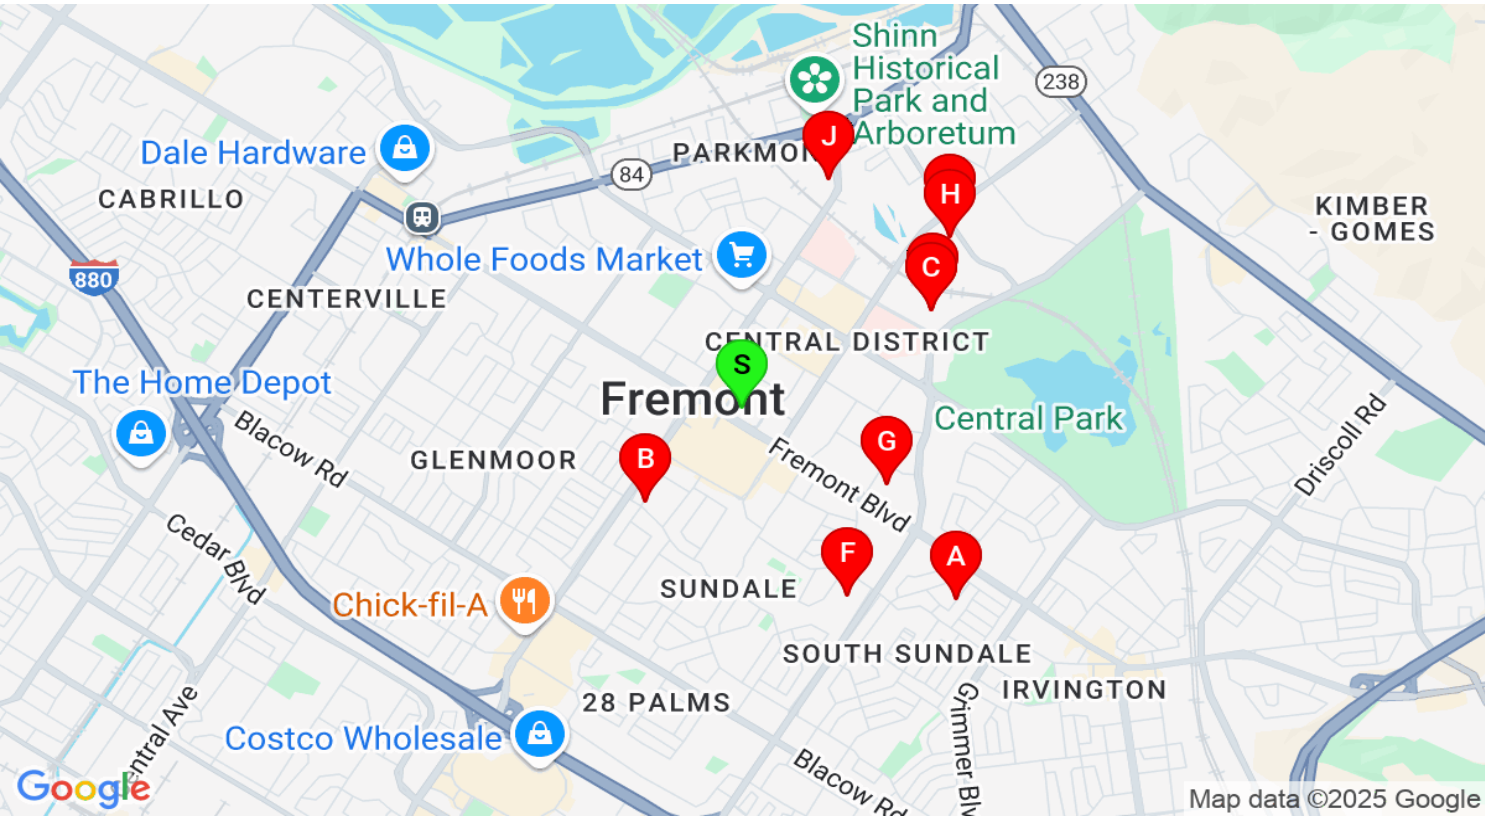 Shinn
Historical
Park and
Arboretum
238
J
PARKMON
Dale Hardware
84
CABRILLO
H
KIMBER
- GOMES
Whole Foods Market
C
880
CENTERVILLE
CENTRAL DISTRICT
S
The Home Depot
Fremont
Central Park
Blacow Rd
GLENMOOR
B
G
Fremont Blvd
Driscoll Rd
Cedar Blvd
F
A
SUNDALE
Chick-fil-A
SOUTH SUNDALE
IRVINGTON
28 PALMS
Grimmer Blv
Costco Wholesale
entral Ave
Blacow Rd
Google
Map data ©2025 Google